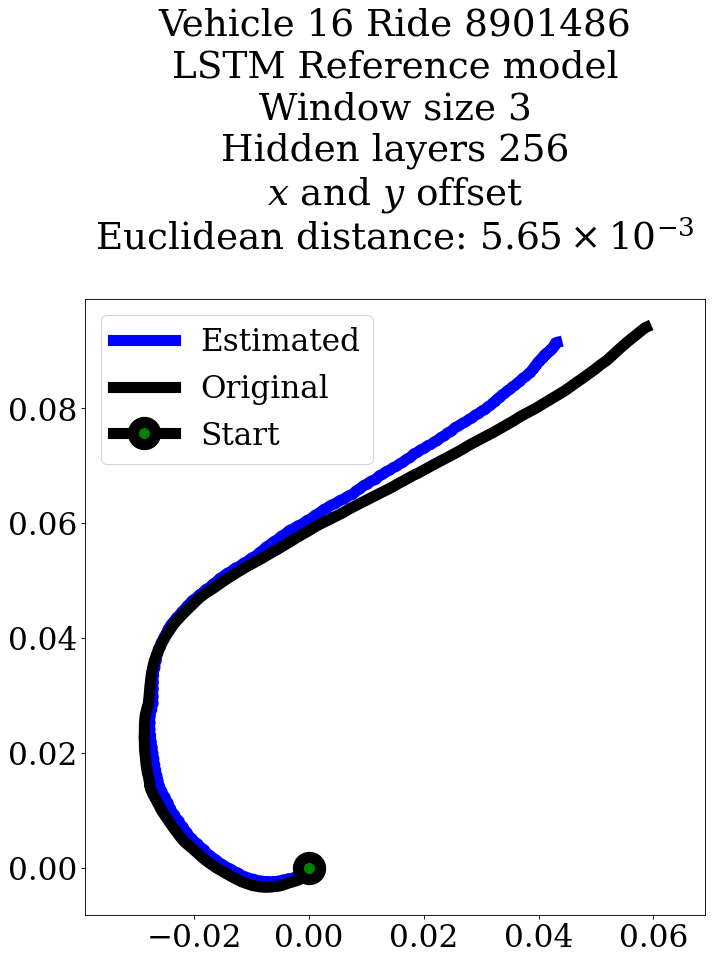 Vehicle 16 Ride 8901486
LSTM Reference model
Window size 3
Hidden layers 256
x and y offset
Euclidean distance: 5.65 × 10⁻³
Estimated
Original
Start
0.08
0.06
0.04
0.02
0.00
−0.02 0.00 0.02 0.04 0.06